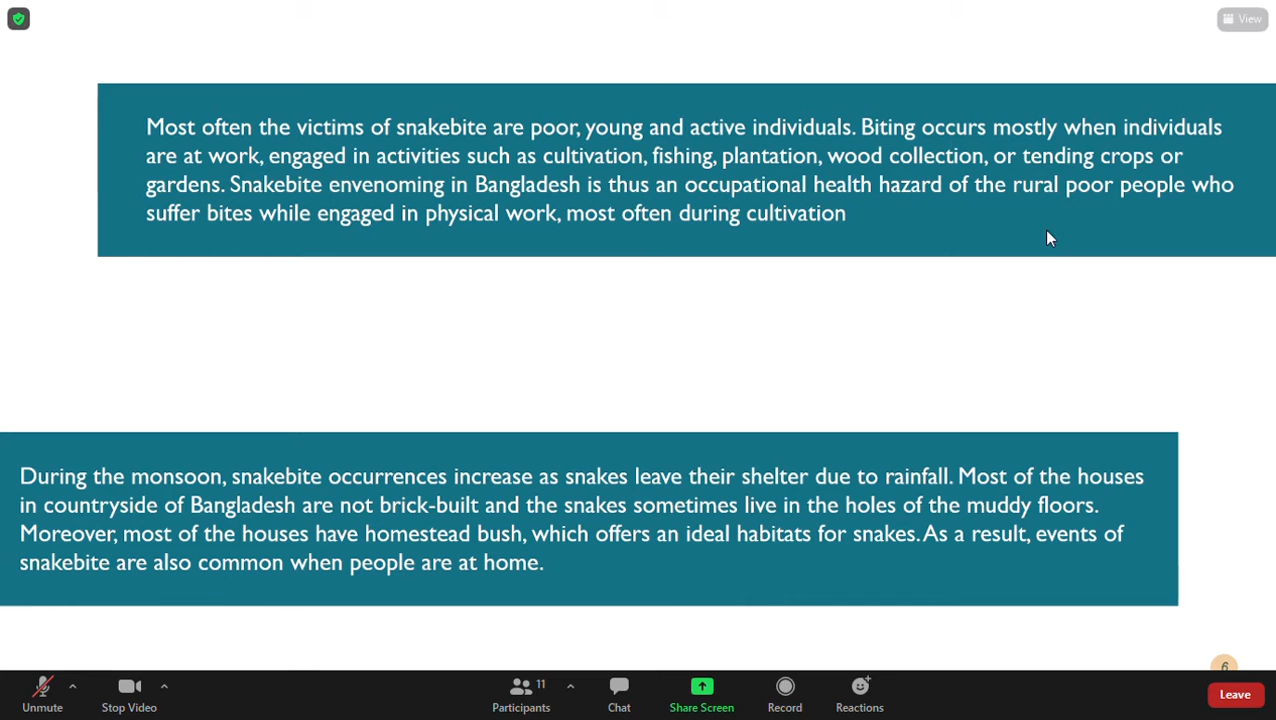 View
Most often the victims of snakebite are poor, young and active individuals. Biting occurs mostly when individuals
are at work, engaged in activities such as cultivation, fishing, plantation, wood collection, or tending crops or
gardens. Snakebite envenoming in Bangladesh is thus an occupational health hazard of the rural poor people who
suffer bites while engaged in physical work, most often during cultivation
During the monsoon, snakebite occurrences increase as snakes leave their shelter due to rainfall. Most of the houses
in countryside of Bangladesh are not brick-built and the snakes sometimes live in the holes of the muddy floors.
Moreover, most of the houses have homestead bush, which offers an ideal habitats for snakes. As a result, events of
snakebite are also common when people are at home.
6
11
Unmute Stop Video Participants Chat Share Screen Record Reactions Leave